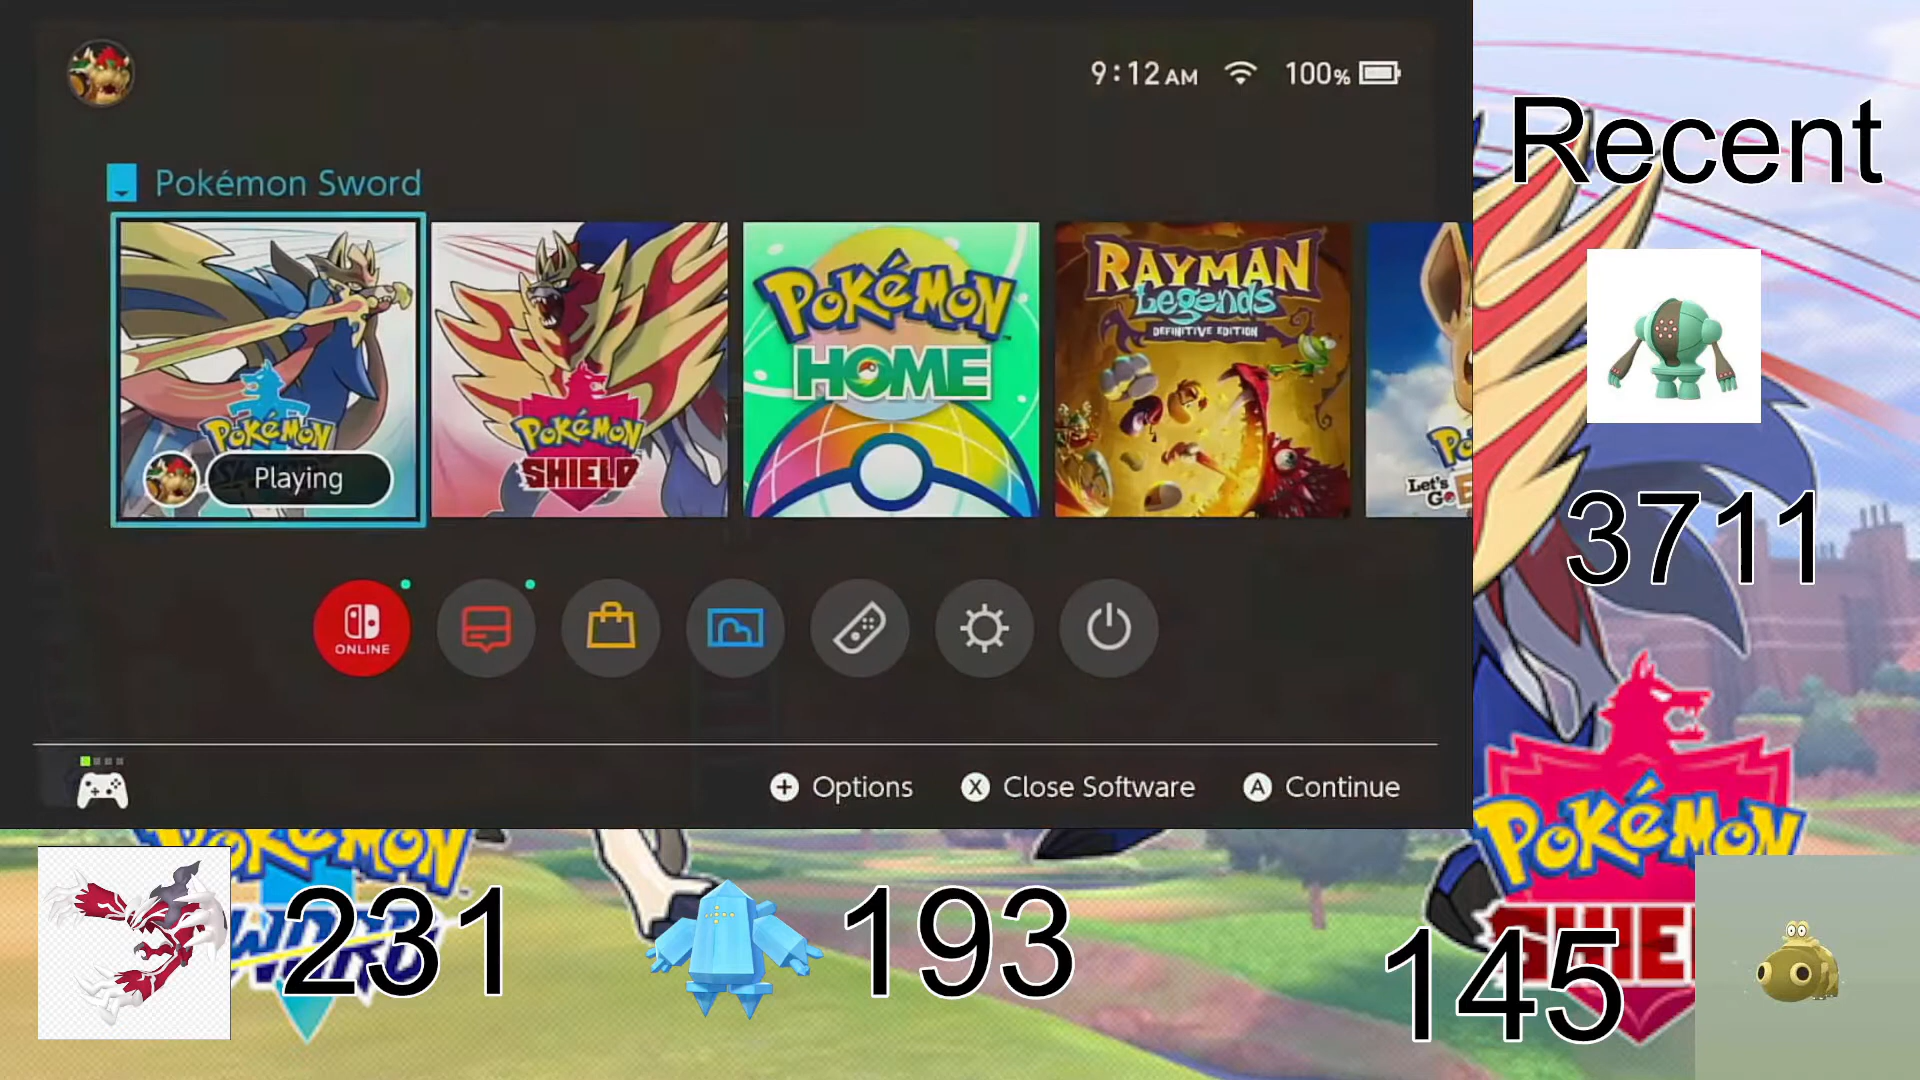 9:12 AM 100%
Recent
Pokémon Sword
POKéMON
Playing
POKéMON
SHIELD
POKéMON
HOME
RAYMAN
Legends
DEFINITIVE EDITION
Let's
Go
3711
ONLINE
Options
Close Software
Continue
POKéMON
POKéMON
231
193
145